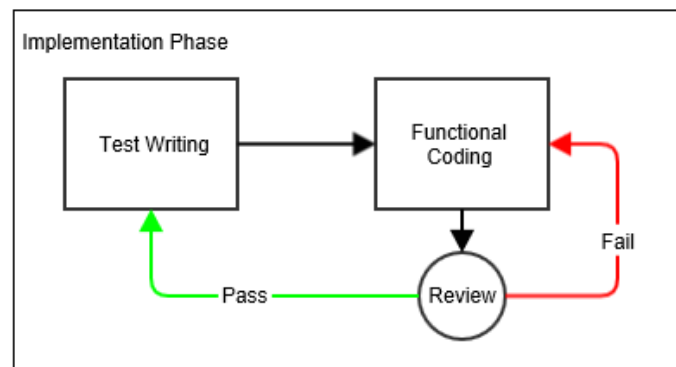 Implementation Phase
Test Writing
Functional
Coding
Fail
Pass
Review